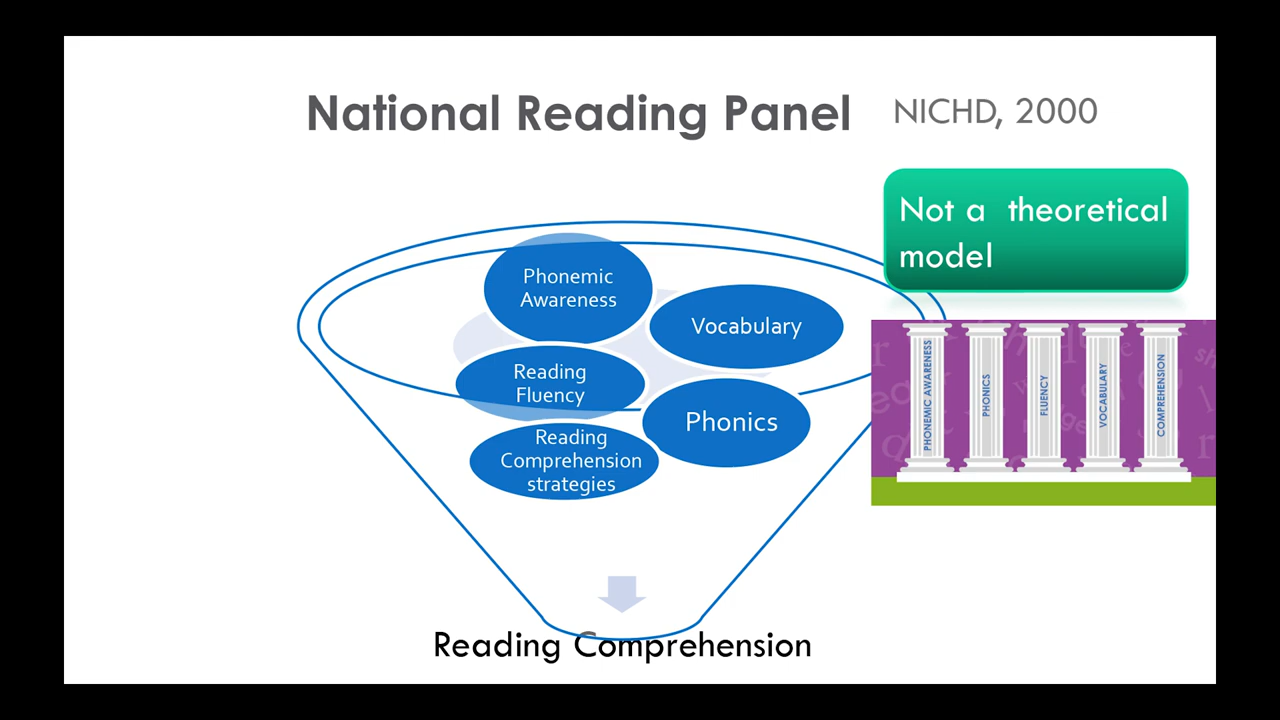 National Reading Panel NICHD, 2000
Not a theoretical
model
Phonemic
Awareness
Vocabulary
Reading
Fluency
Phonics
Reading
Comprehension
strategies
PHONEMIC AWARENESS
PHONICS
FLUENCY
VOCABULARY
COMPREHENSION
Reading Comprehension